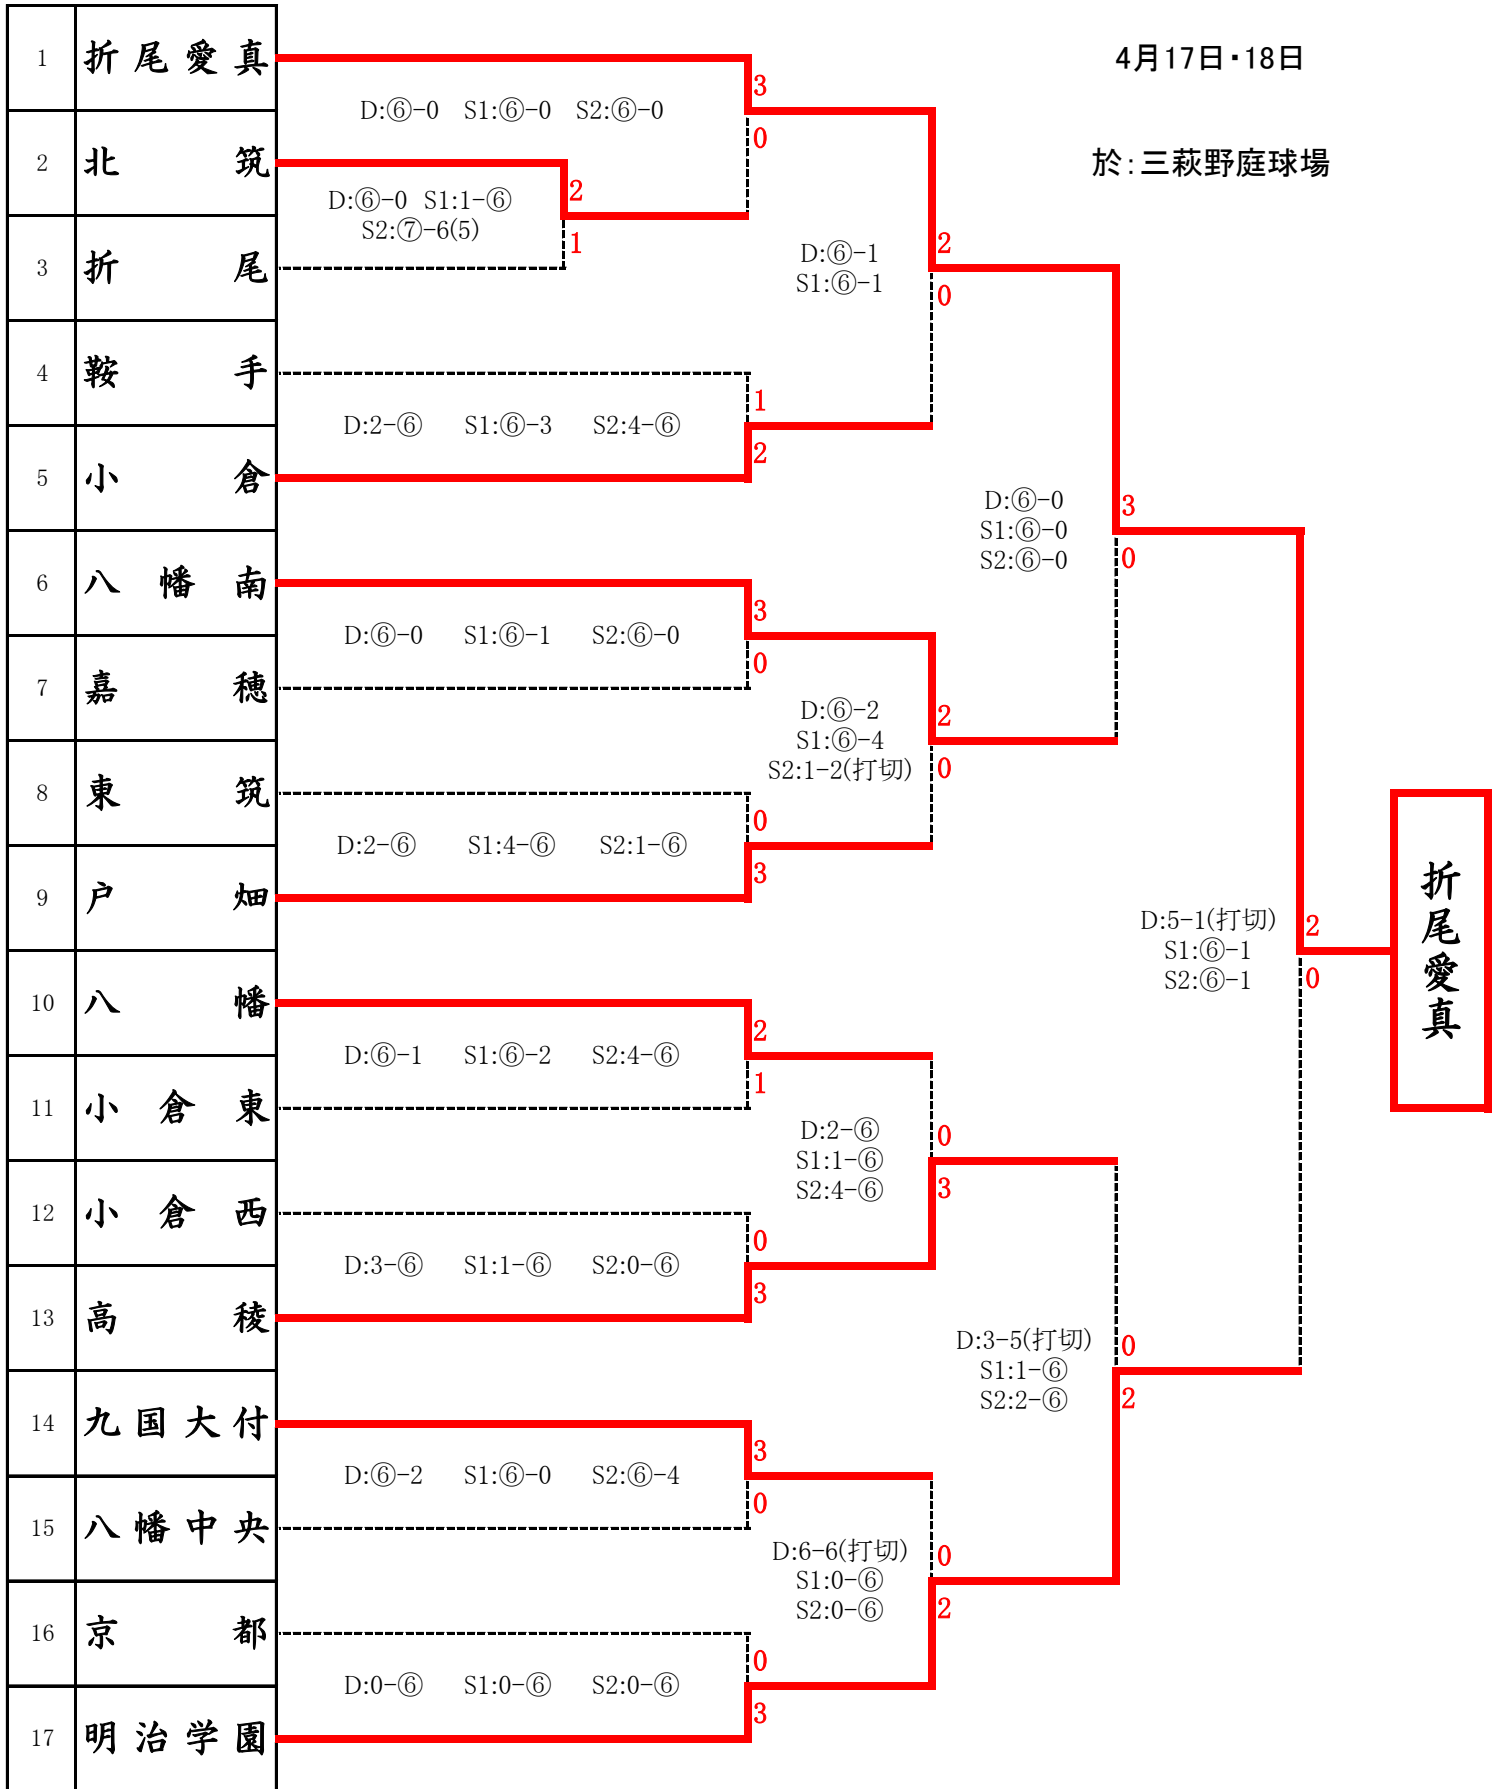 4月17日・18日
於:三萩野庭球場
1 折尾愛真
2 北筑
3 折尾
4 鞍手
5 小倉
6 八幡南
7 嘉穂
8 東筑
9 戸畑
10 八幡
11 小倉東
12 小倉西
13 高稜
14 九国大付
15 八幡中央
16 京都
17 明治学園
D:⑥-0 S1:⑥-0 S2:⑥-0
3
0
D:⑥-0 S1:1-⑥
S2:⑦-6(5)
2
1
D:2-⑥ S1:⑥-3 S2:4-⑥
1
2
D:⑥-0 S1:⑥-1 S2:⑥-0
3
0
D:2-⑥ S1:4-⑥ S2:1-⑥
0
3
D:⑥-1 S1:⑥-2 S2:4-⑥
2
1
D:3-⑥ S1:1-⑥ S2:0-⑥
0
3
D:⑥-2 S1:⑥-0 S2:⑥-4
3
0
D:0-⑥ S1:0-⑥ S2:0-⑥
0
3
D:⑥-1
S1:⑥-1
2
0
D:⑥-2
S1:⑥-4
S2:1-2(打切)
2
0
D:2-⑥
S1:1-⑥
S2:4-⑥
0
3
D:6-6(打切)
S1:0-⑥
S2:0-⑥
0
2
D:⑥-0
S1:⑥-0
S2:⑥-0
3
0
D:3-5(打切)
S1:1-⑥
S2:2-⑥
0
2
D:5-1(打切)
S1:⑥-1
S2:⑥-1
2
0
折尾愛真